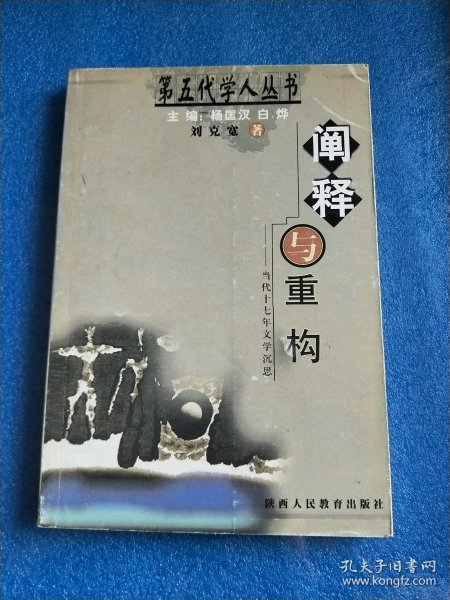 第五代学人丛书
主编：杨匡汉 白烨
刘克宽 著
阐释与重构
——当代十七年文学沉思
陕西人民教育出版社
孔夫子旧书网
www.kongfz.com